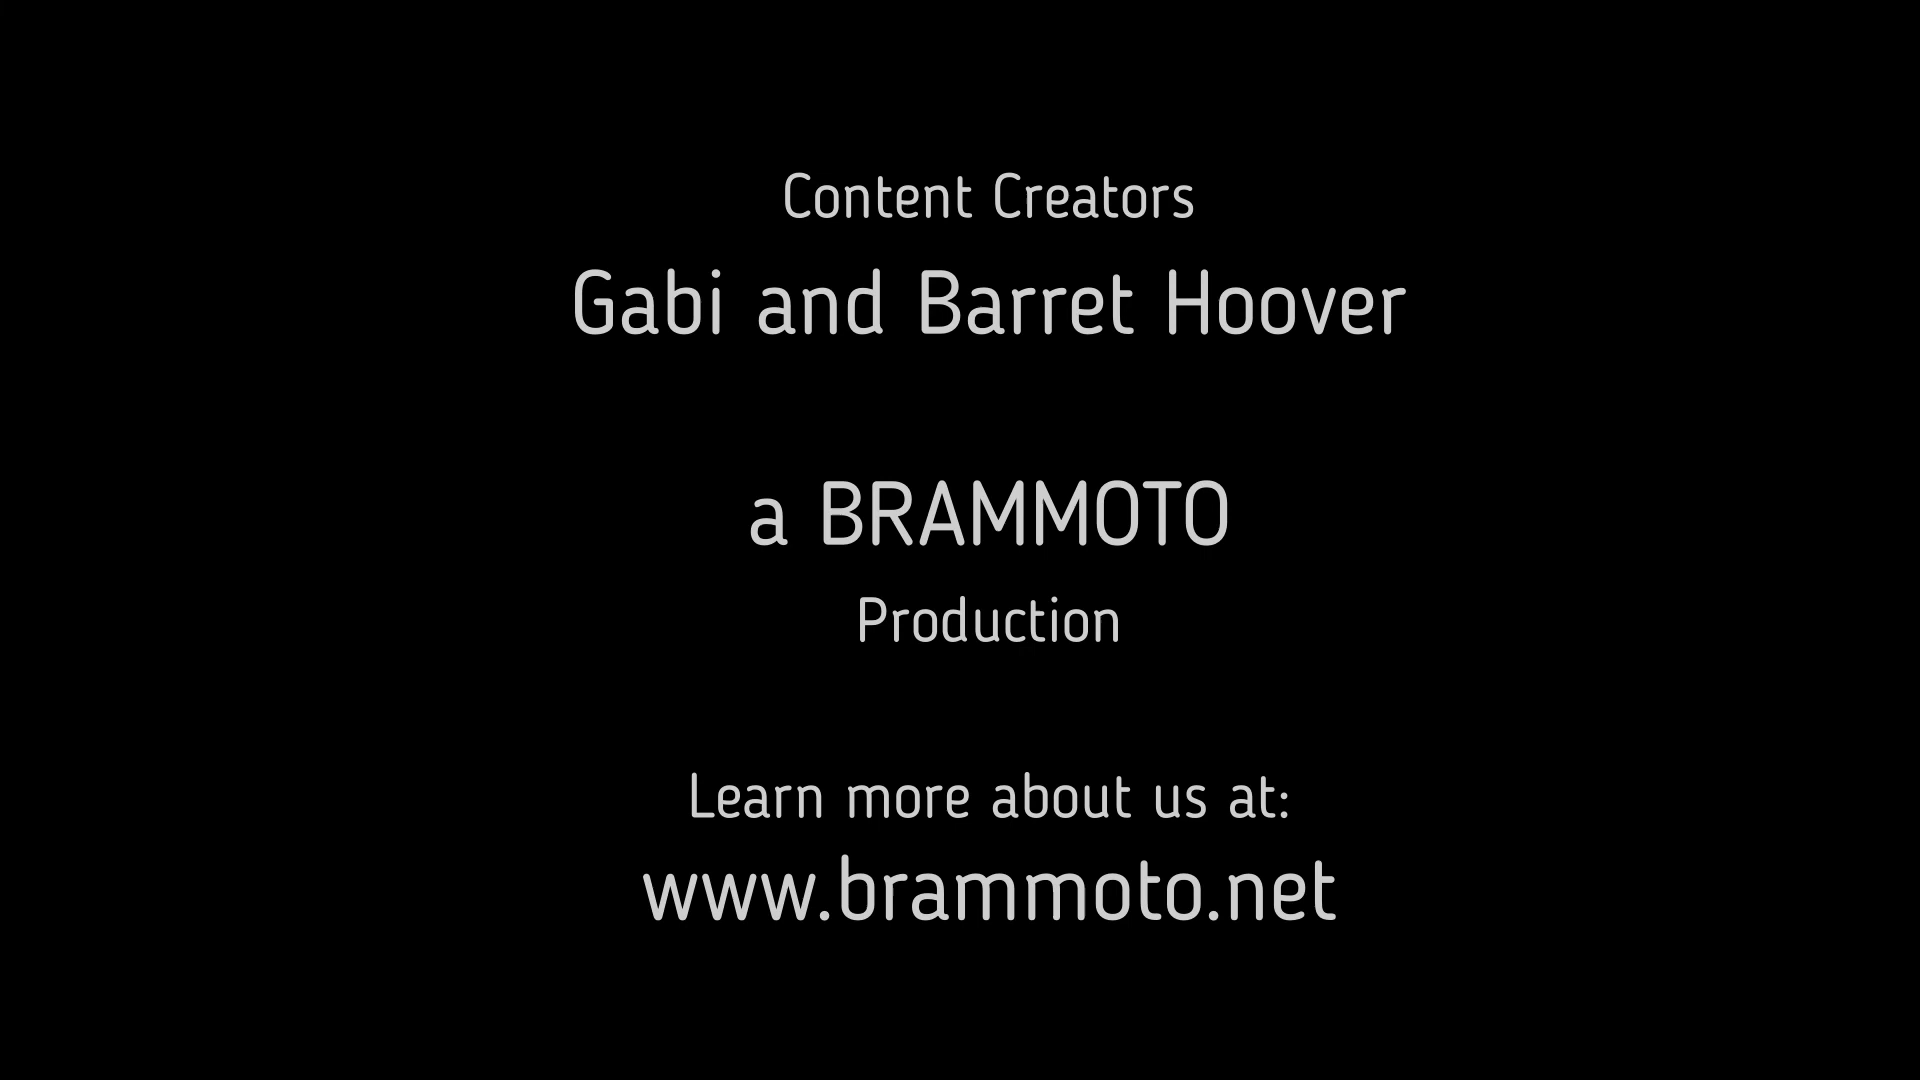 Content Creators
Gabi and Barret Hoover
a BRAMMOTO
Production
Learn more about us at:
www.brammoto.net